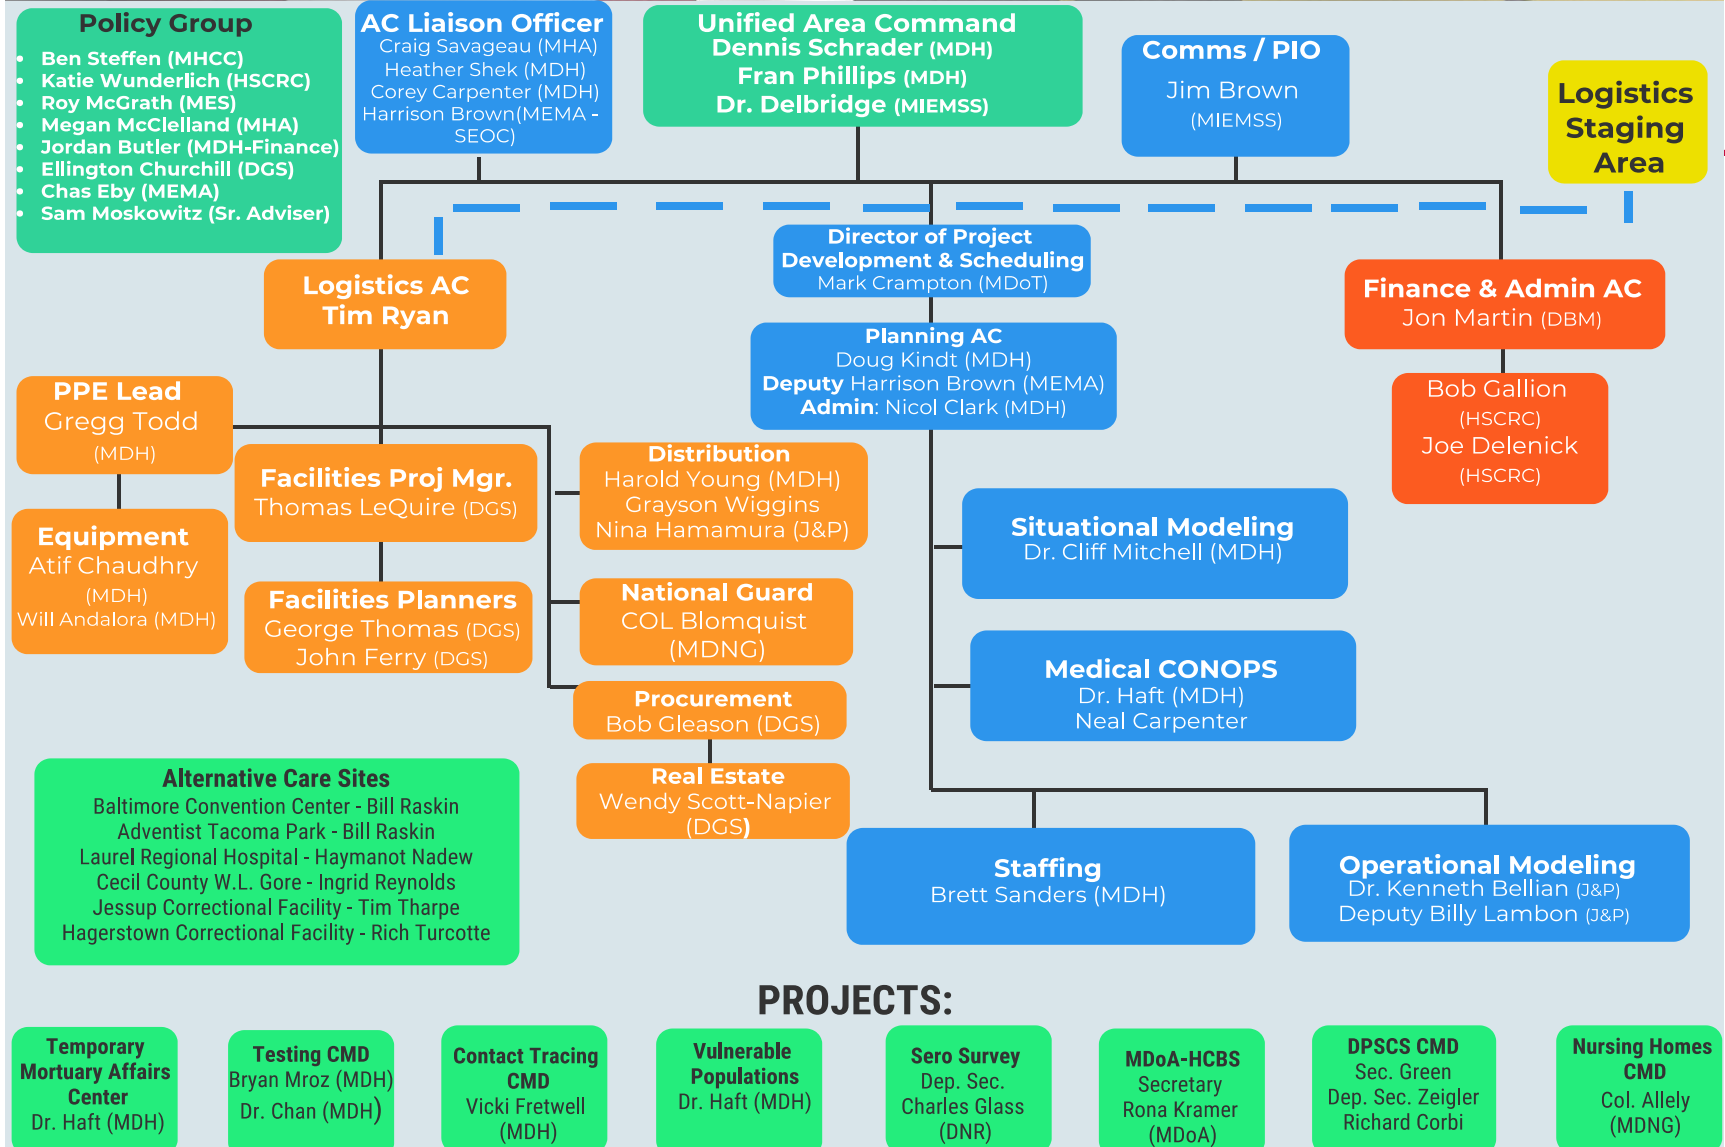 Policy Group
• Ben Steffen (MHCC)
• Katie Wunderlich (HSCRC)
• Roy McGrath (MES)
• Megan McClelland (MHA)
• Jordan Butler (MDH-Finance)
• Ellington Churchill (DGS)
• Chas Eby (MEMA)
• Sam Moskowitz (Sr. Adviser)
AC Liaison Officer
Craig Savageau (MHA)
Heather Shek (MDH)
Corey Carpenter (MDH)
Harrison Brown(MEMA -
SEOC)
Unified Area Command
Dennis Schrader (MDH)
Fran Phillips (MDH)
Dr. Delbridge (MIEMSS)
Comms / PIO
Jim Brown
(MIEMSS)
Logistics
Staging
Area
Logistics AC
Tim Ryan
Director of Project
Development & Scheduling
Mark Crampton (MDoT)
Finance & Admin AC
Jon Martin (DBM)
Planning AC
Doug Kindt (MDH)
Deputy Harrison Brown (MEMA)
Admin: Nicol Clark (MDH)
Bob Gallion
(HSCRC)
Joe Delenick
(HSCRC)
PPE Lead
Gregg Todd
(MDH)
Facilities Proj Mgr.
Thomas LeQuire (DGS)
Distribution
Harold Young (MDH)
Grayson Wiggins
Nina Hamamura (J&P)
Equipment
Atif Chaudhry
(MDH)
Will Andalora (MDH)
Facilities Planners
George Thomas (DGS)
John Ferry (DGS)
National Guard
COL Blomquist
(MDNG)
Situational Modeling
Dr. Cliff Mitchell (MDH)
Medical CONOPS
Dr. Haft (MDH)
Neal Carpenter
Procurement
Bob Gleason (DGS)
Real Estate
Wendy Scott-Napier
(DGS)
Alternative Care Sites
Baltimore Convention Center - Bill Raskin
Adventist Tacoma Park - Bill Raskin
Laurel Regional Hospital - Haymanot Nadew
Cecil County W.L. Gore - Ingrid Reynolds
Jessup Correctional Facility - Tim Tharpe
Hagerstown Correctional Facility - Rich Turcotte
Staffing
Brett Sanders (MDH)
Operational Modeling
Dr. Kenneth Bellian (J&P)
Deputy Billy Lambon (J&P)
PROJECTS:
Temporary
Mortuary Affairs
Center
Dr. Haft (MDH)
Testing CMD
Bryan Mroz (MDH)
Dr. Chan (MDH)
Contact Tracing
CMD
Vicki Fretwell
(MDH)
Vulnerable
Populations
Dr. Haft (MDH)
Sero Survey
Dep. Sec.
Charles Glass
(DNR)
MDoA-HCBS
Secretary
Rona Kramer
(MDoA)
DPSCS CMD
Sec. Green
Dep. Sec. Zeigler
Richard Corbi
Nursing Homes
CMD
Col. Allely
(MDNG)